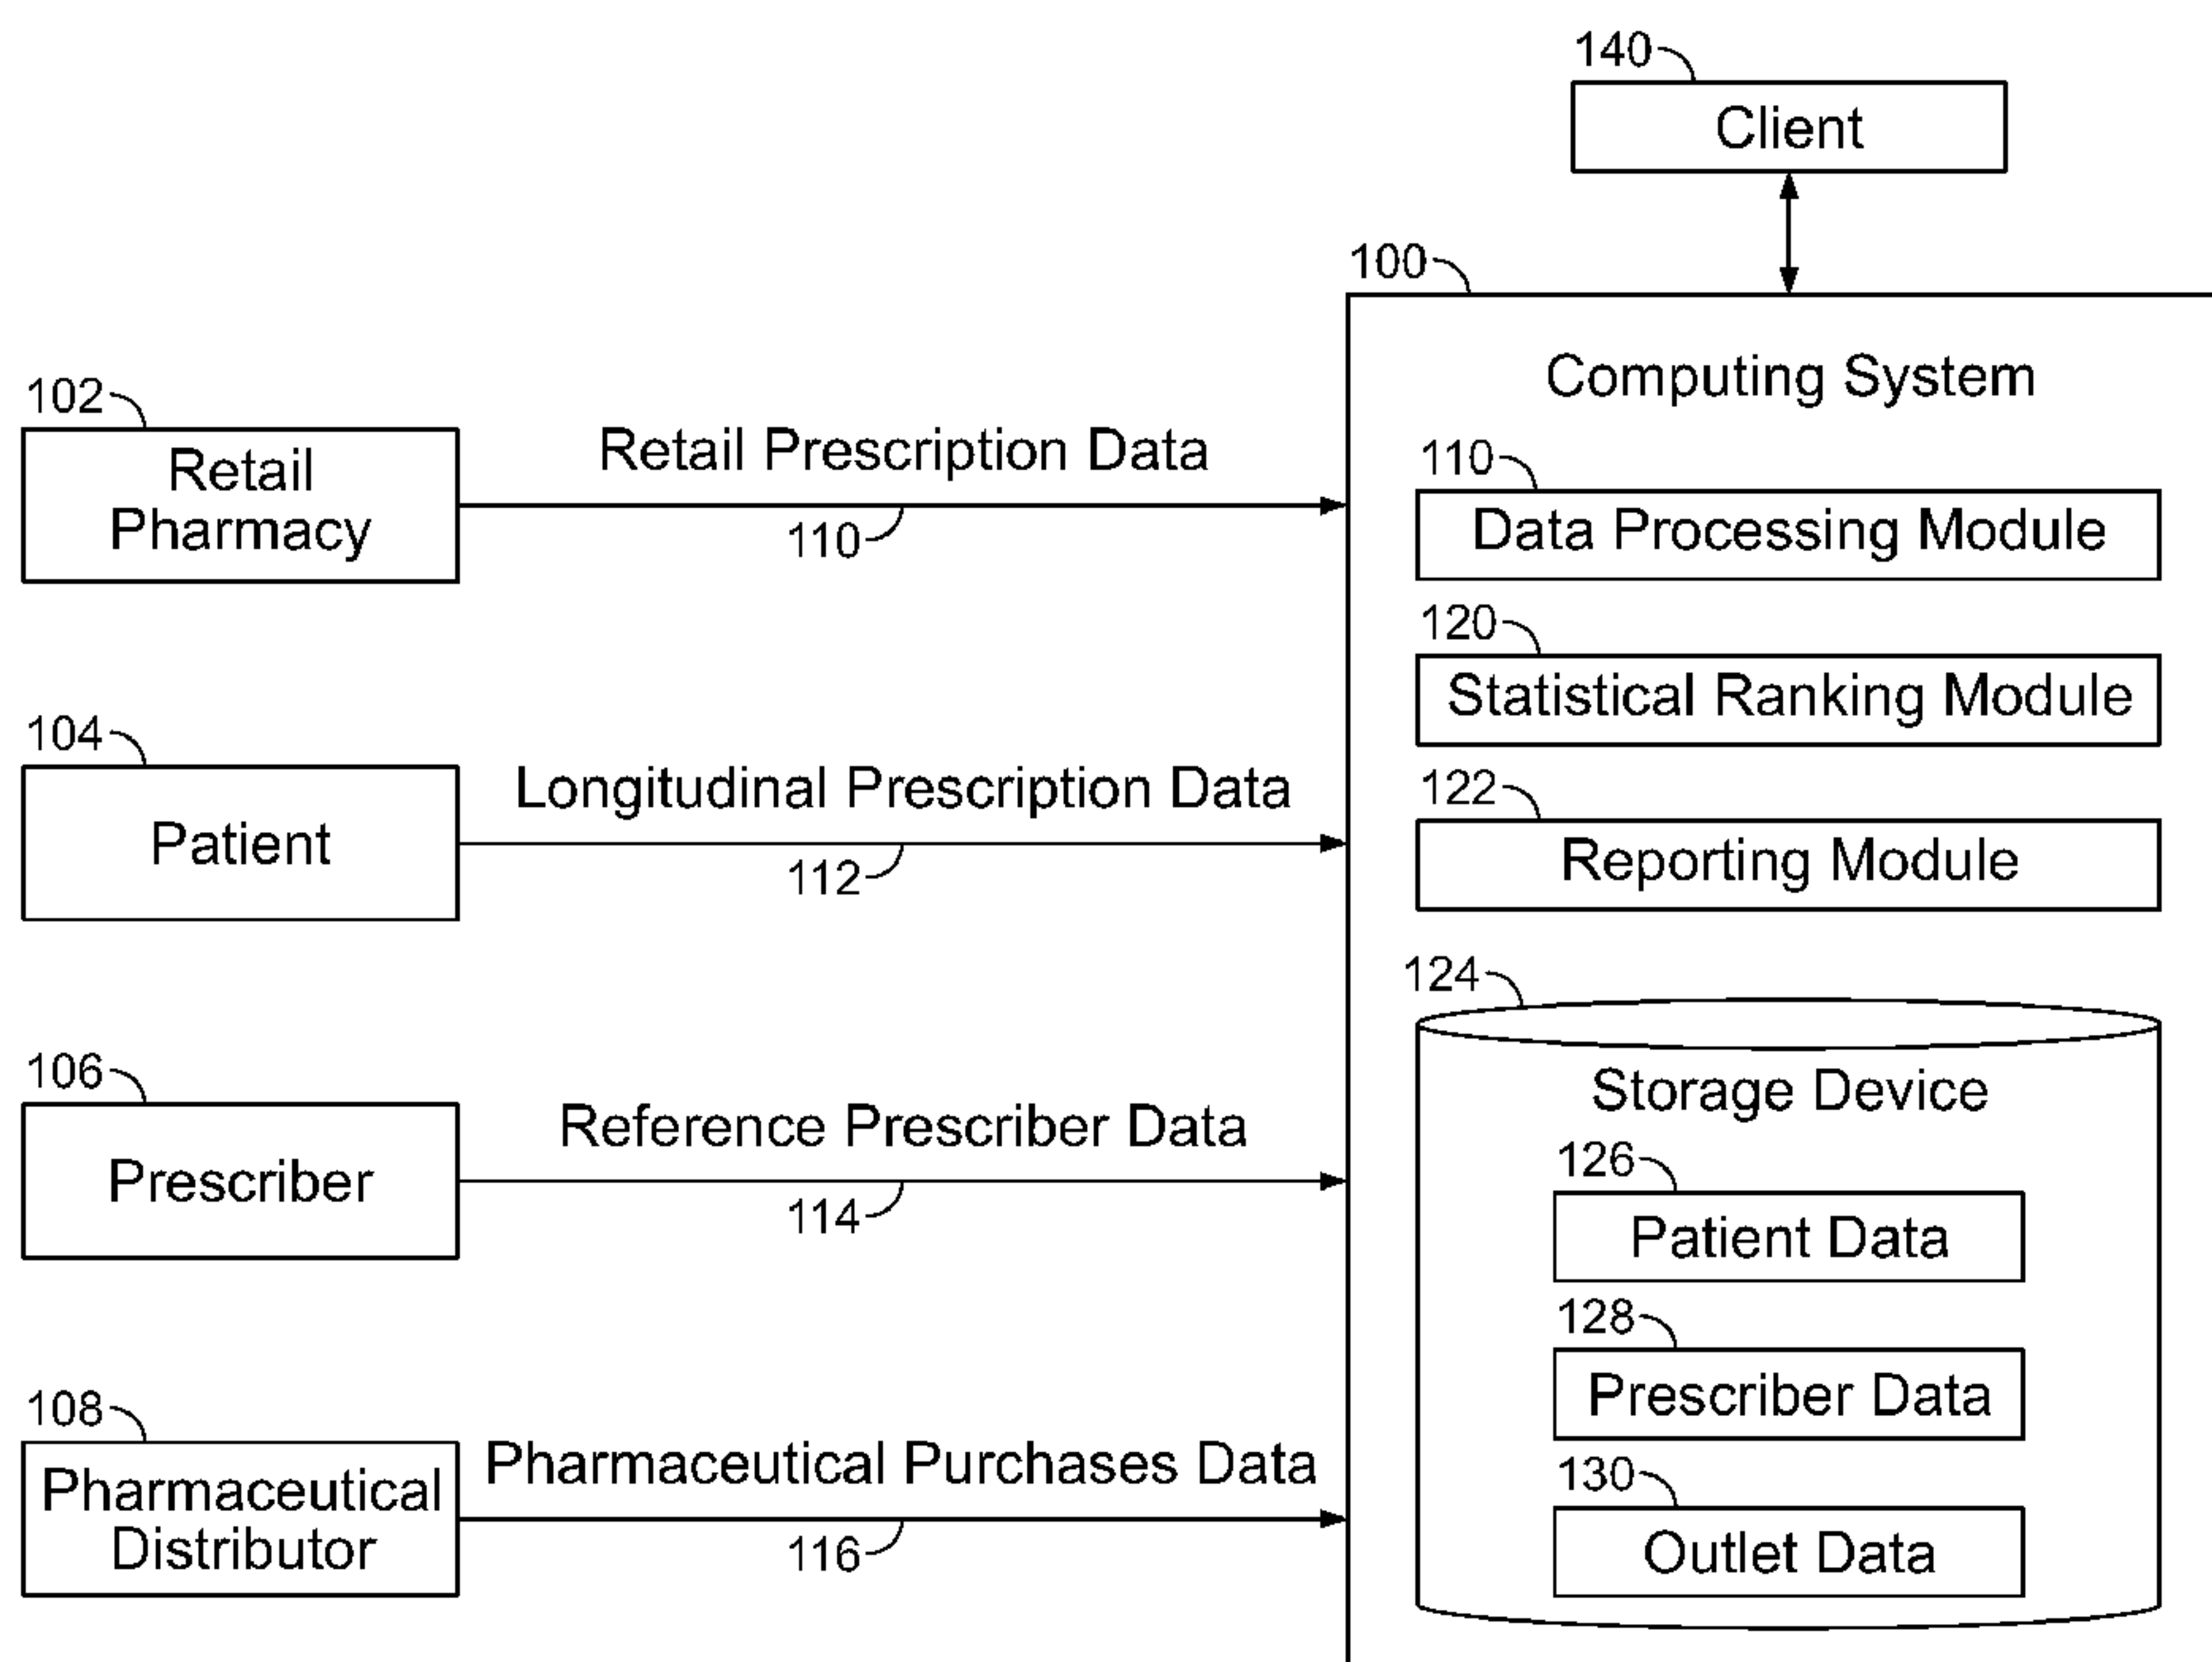 140
Client
100
Computing System
102
Retail
Pharmacy
Retail Prescription Data
110
110
Data Processing Module
120
Statistical Ranking Module
104
Patient
Longitudinal Prescription Data
112
122
Reporting Module
124
Storage Device
106
Prescriber
Reference Prescriber Data
114
126
Patient Data
128
Prescriber Data
108
Pharmaceutical
Distributor
Pharmaceutical Purchases Data
116
130
Outlet Data